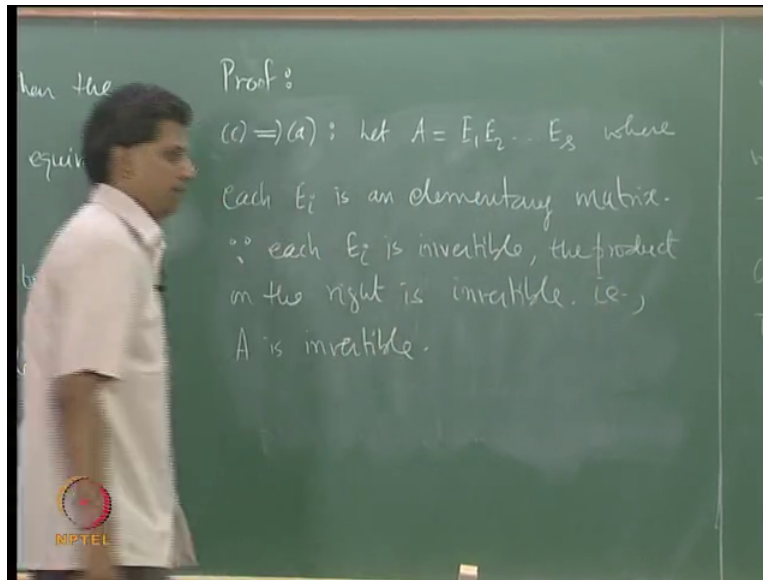 hen the
equi
Proof:
(c) ⟹ (a) : Let A = E₁E₂ ... Eₛ where
each Eᵢ is an elementary matrix.
∵ each Eᵢ is invertible, the product
on the right is invertible. i.e.,
A is invertible.
NPTEL